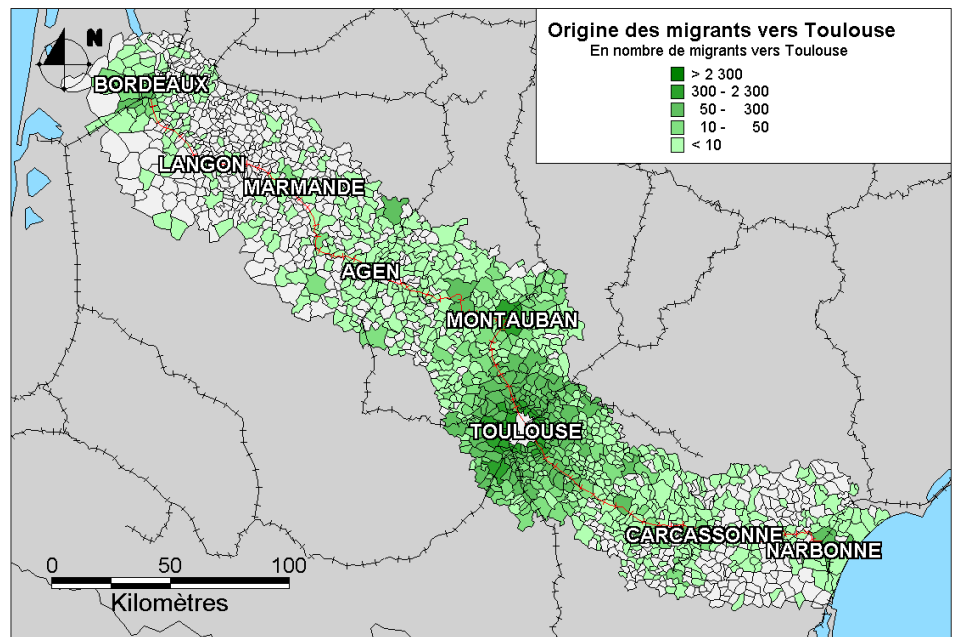 Origine des migrants vers Toulouse
En nombre de migrants vers Toulouse
> 2 300
300 - 2 300
50 - 300
10 - 50
< 10
N
BORDEAUX
LANGON
MARMANDE
AGEN
MONTAUBAN
TOULOUSE
CARCASSONNE
NARBONNE
0 50 100
Kilomètres